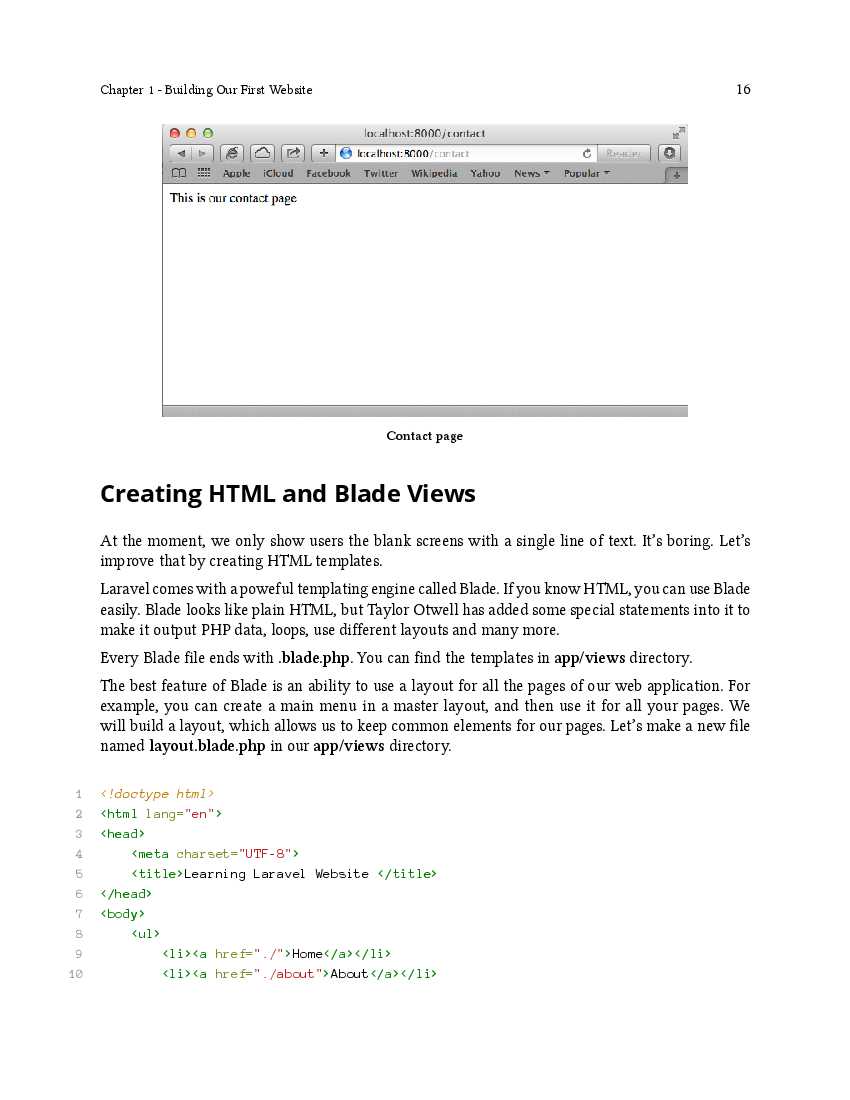 Chapter 1 - Building Our First Website 16
localhost:8000/contact
localhost:8000/contact Reader
Apple iCloud Facebook Twitter Wikipedia Yahoo News Popular
This is our contact page
Contact page
Creating HTML and Blade Views
At the moment, we only show users the blank screens with a single line of text. It's boring. Let's
improve that by creating HTML templates.
Laravel comes with a poweful templating engine called Blade. If you know HTML, you can use Blade
easily. Blade looks like plain HTML, but Taylor Otwell has added some special statements into it to
make it output PHP data, loops, use different layouts and many more.
Every Blade file ends with .blade.php. You can find the templates in app/views directory.
The best feature of Blade is an ability to use a layout for all the pages of our web application. For
example, you can create a main menu in a master layout, and then use it for all your pages. We
will build a layout, which allows us to keep common elements for our pages. Let's make a new file
named layout.blade.php in our app/views directory.
1 <!doctype html>
2 <html lang="en">
3 <head>
4     <meta charset="UTF-8">
5     <title>Learning Laravel Website </title>
6 </head>
7 <body>
8     <ul>
9         <li><a href="./">Home</a></li>
10         <li><a href="./about">About</a></li>